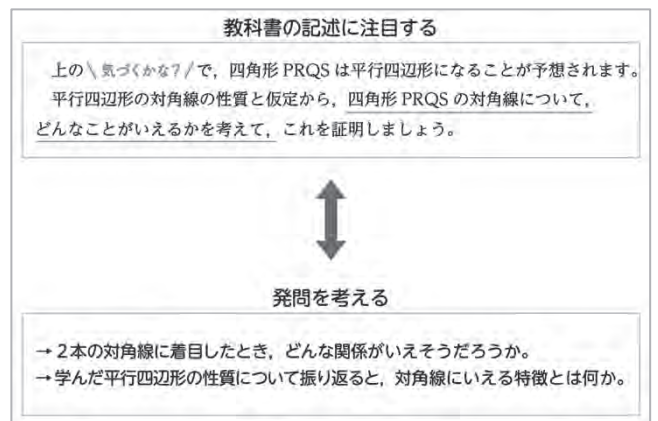 教科書の記述に注目する
上の\気づくかな?/で，四角形 PRQS は平行四辺形になることが予想されます。
平行四辺形の対角線の性質と仮定から，四角形 PRQS の対角線について，
どんなことがいえるかを考えて，これを証明しましょう。
発問を考える
→2本の対角線に着目したとき，どんな関係がいえそうだろうか。
→学んだ平行四辺形の性質について振り返ると，対角線にいえる特徴とは何か。